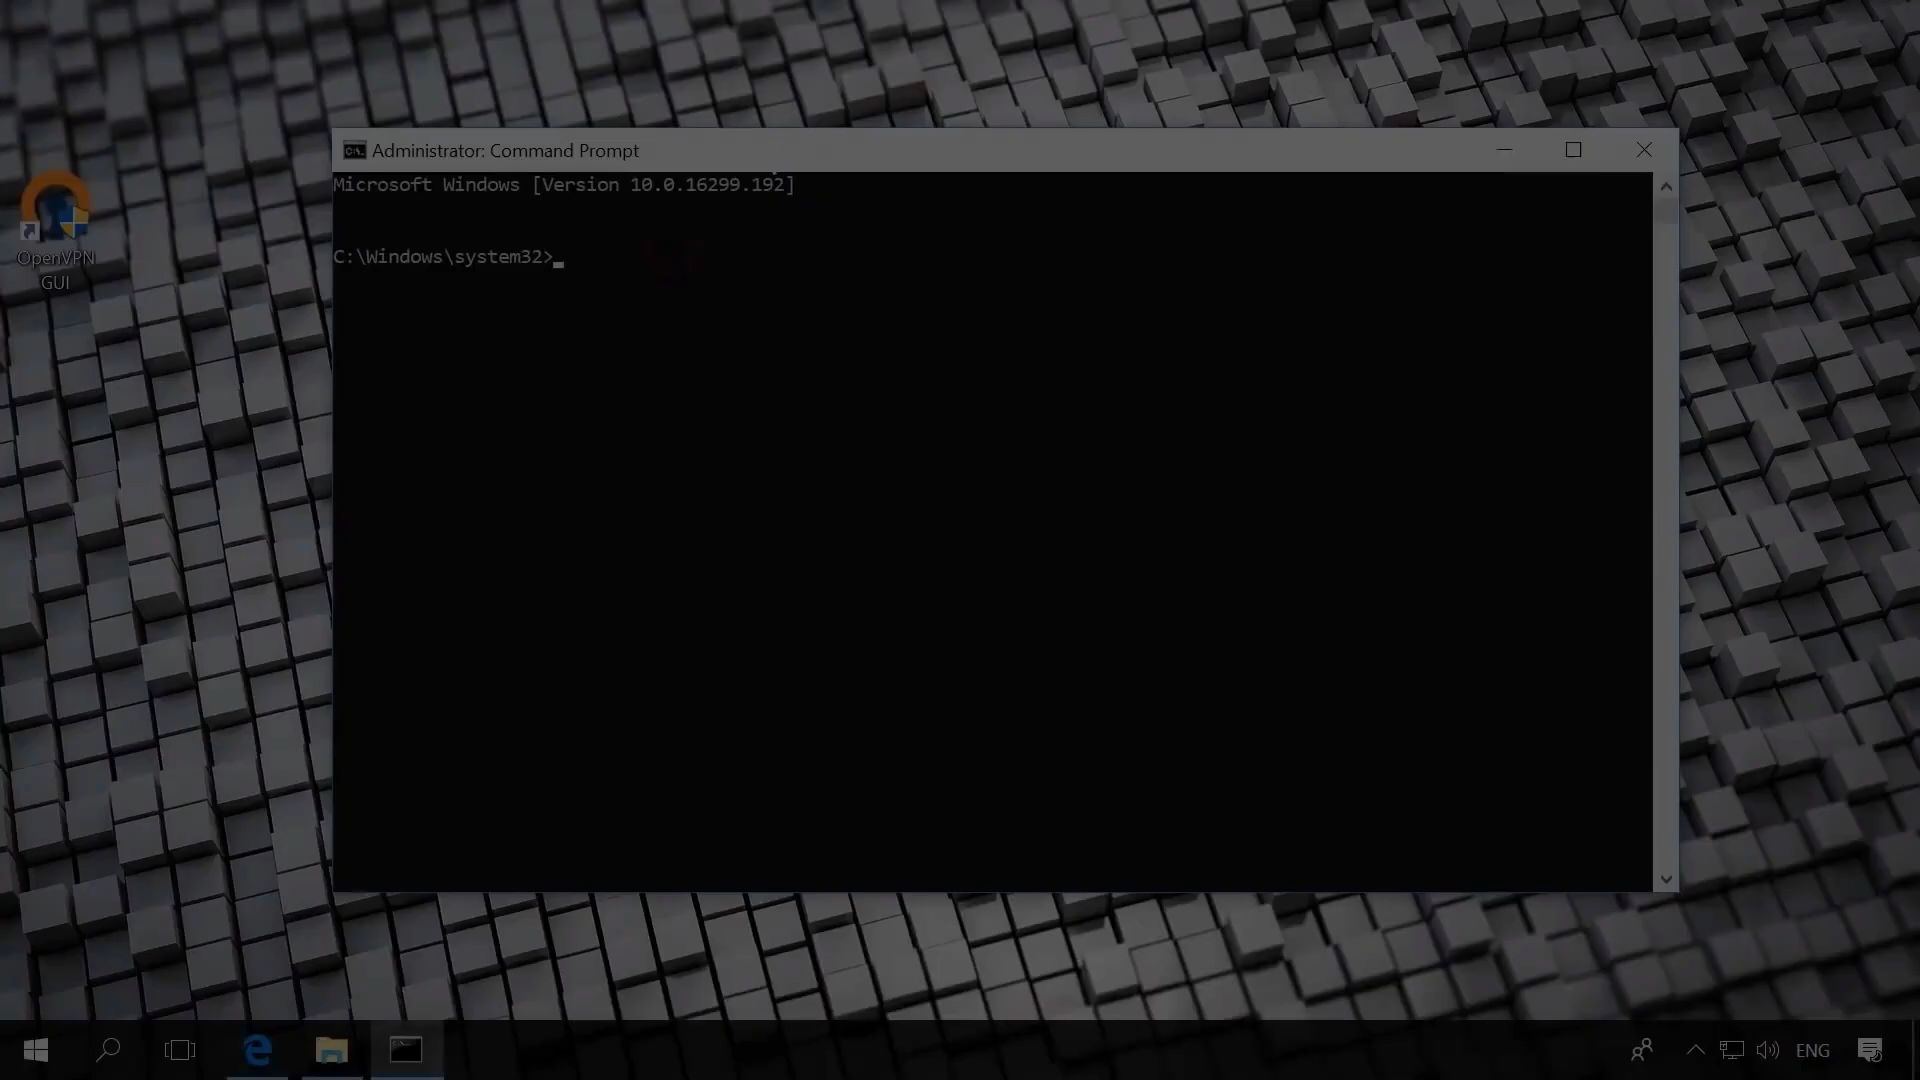 Administrator: Command Prompt
Microsoft Windows [Version 10.0.16299.192]
C:\Windows\system32>
OpenVPN
GUI
ENG